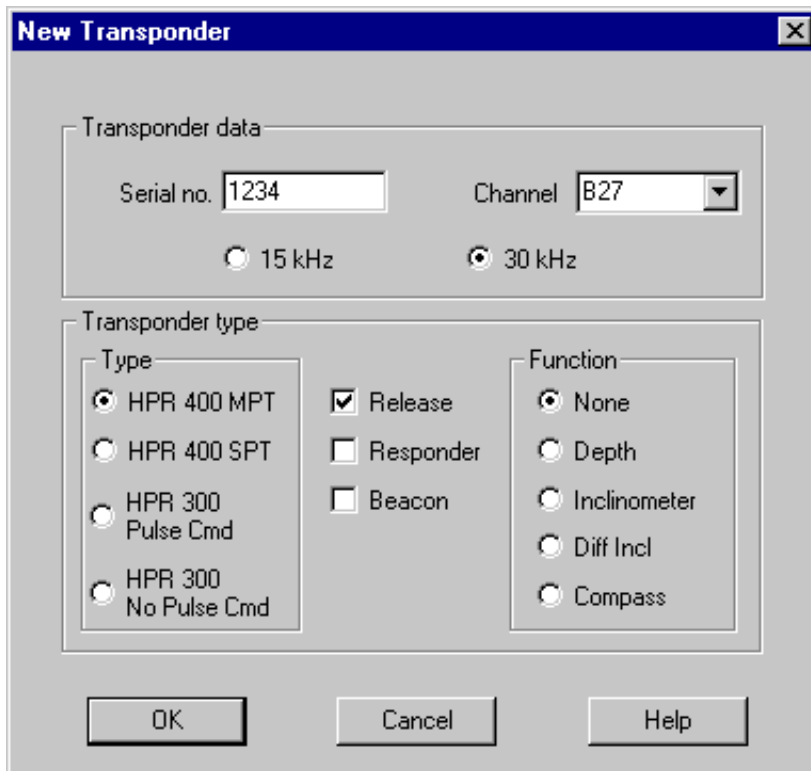 New Transponder
Transponder data
Serial no. 1234 Channel B27
15 kHz 30 kHz
Transponder type
Type
HPR 400 MPT
HPR 400 SPT
HPR 300
Pulse Cmd
HPR 300
No Pulse Cmd
Release
Responder
Beacon
Function
None
Depth
Inclinometer
Diff Incl
Compass
OK Cancel Help